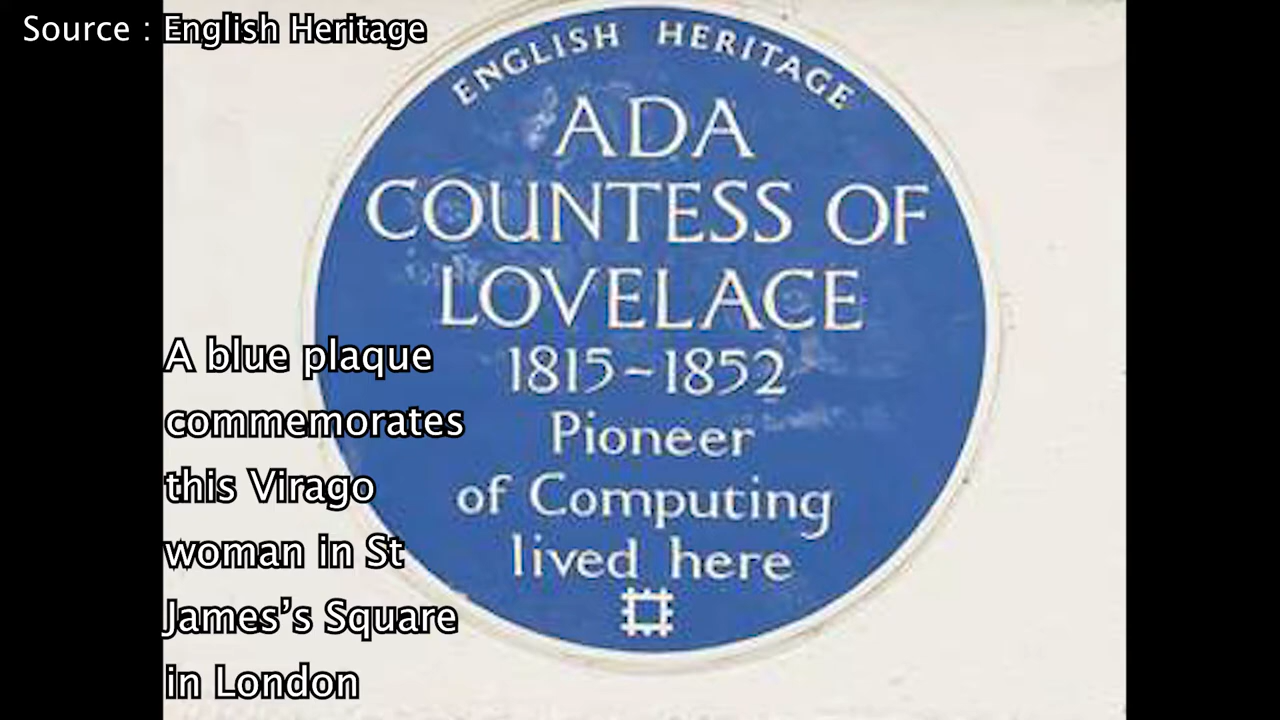 Source : English Heritage
ENGLISH HERITAGE
ADA
COUNTESS OF
LOVELACE
1815-1852
Pioneer
of Computing
lived here
A blue plaque
commemorates
this Virago
woman in St
James’s Square
in London